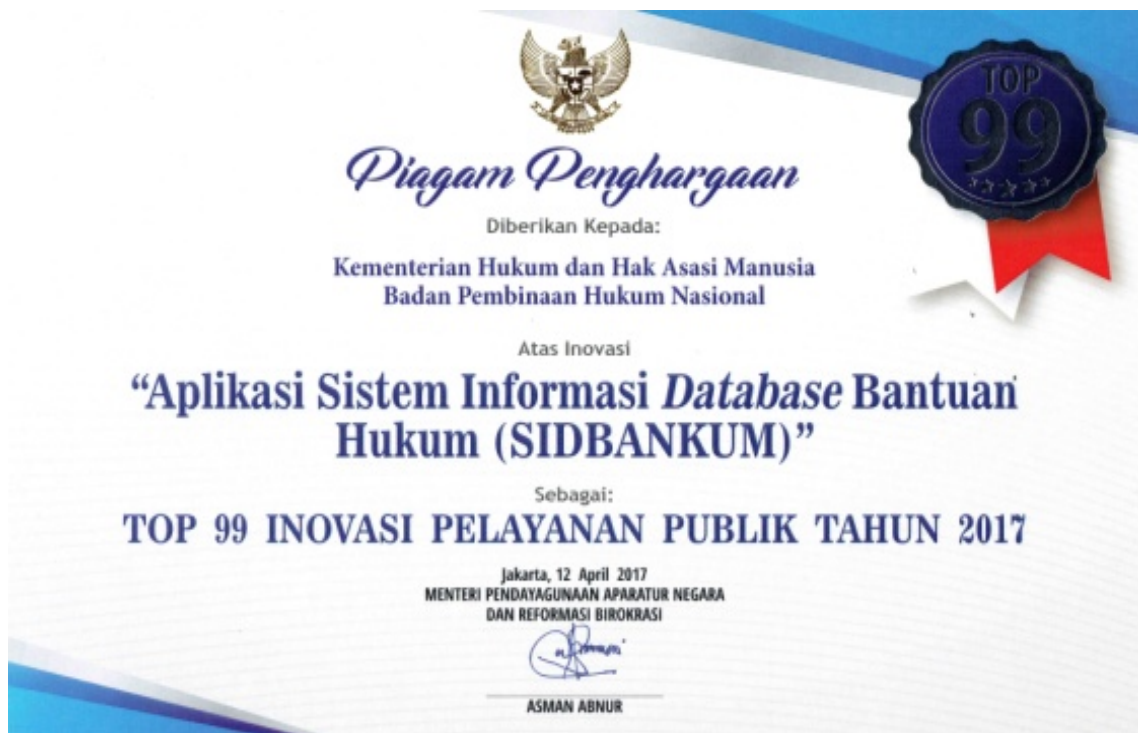 TOP
99
Piagam Penghargaan
Diberikan Kepada:
Kementerian Hukum dan Hak Asasi Manusia
Badan Pembinaan Hukum Nasional
Atas Inovasi
“Aplikasi Sistem Informasi Database Bantuan
Hukum (SIDBANKUM)”
Sebagai:
TOP 99 INOVASI PELAYANAN PUBLIK TAHUN 2017
Jakarta, 12 April 2017
MENTERI PENDAYAGUNAAN APARATUR NEGARA
DAN REFORMASI BIROKRASI
ASMAN ABNUR